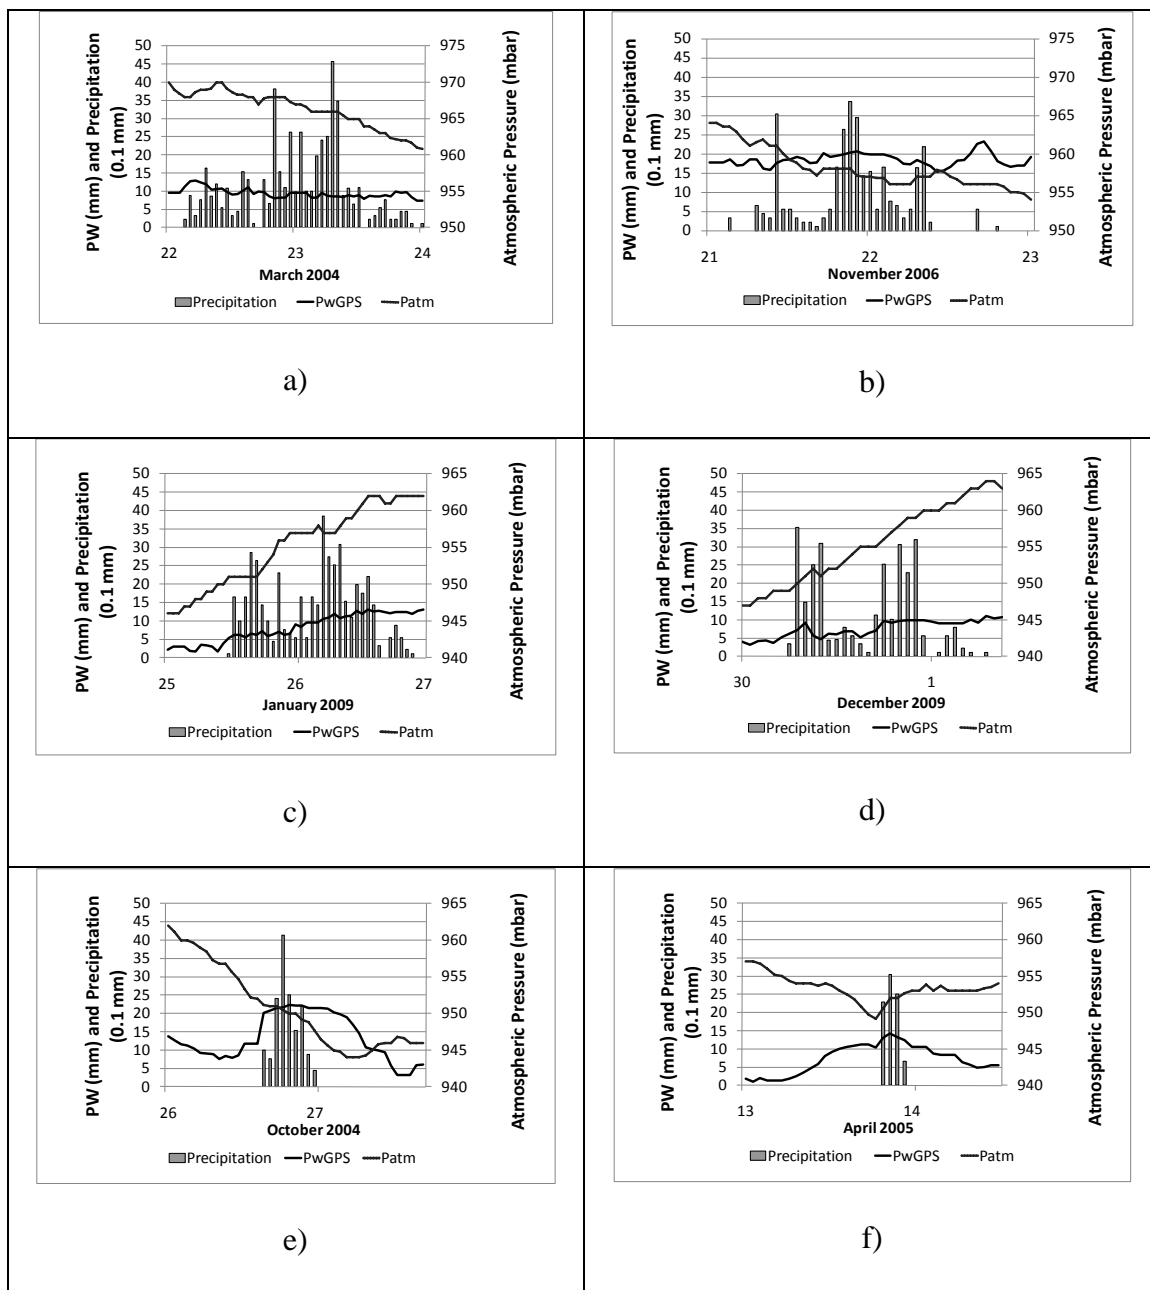 PW (mm) and Precipitation
(0.1 mm)
50
45
40
35
30
25
20
15
10
5
0
975
970
965
960
955
950
Atmospheric Pressure (mbar)
22 23 24
March 2004
Precipitation PwGPS Patm
a)
PW (mm) and Precipitation
(0.1 mm)
50
45
40
35
30
25
20
15
10
5
0
975
970
965
960
955
950
Atmospheric Pressure (mbar)
21 22 23
November 2006
Precipitation PwGPS Patm
b)
PW (mm) and Precipitation
(0.1 mm)
50
45
40
35
30
25
20
15
10
5
0
965
960
955
950
945
940
Atmospheric Pressure (mbar)
25 26 27
January 2009
Precipitation PwGPS Patm
c)
PW (mm) and Precipitation
(0.1 mm)
50
45
40
35
30
25
20
15
10
5
0
965
960
955
950
945
940
Atmospheric Pressure (mbar)
30 1
December 2009
Precipitation PwGPS Patm
d)
PW (mm) and Precipitation
(0.1 mm)
50
45
40
35
30
25
20
15
10
5
0
965
960
955
950
945
940
Atmospheric Pressure (mbar)
26 27
October 2004
Precipitation PwGPS Patm
e)
PW (mm) and Precipitation
(0.1 mm)
50
45
40
35
30
25
20
15
10
5
0
965
960
955
950
945
940
Atmospheric Pressure (mbar)
13 14
April 2005
Precipitation PwGPS Patm
f)